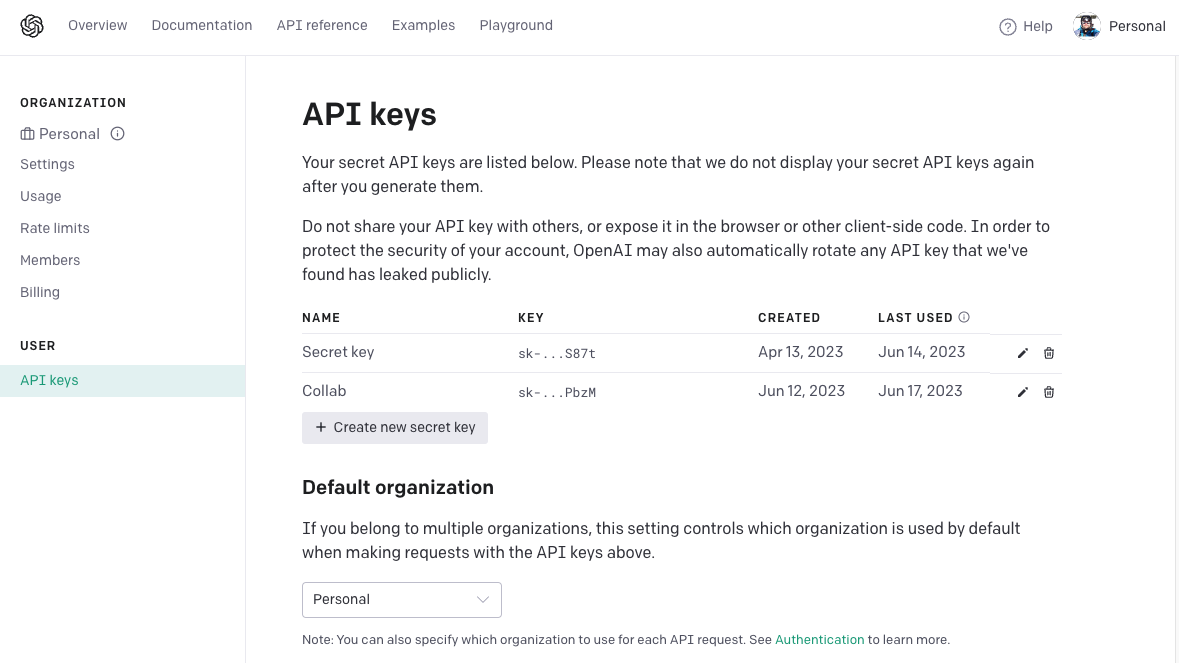 Overview Documentation API reference Examples Playground Help Personal
ORGANIZATION
Personal
Settings
Usage
Rate limits
Members
Billing
USER
API keys
API keys
Your secret API keys are listed below. Please note that we do not display your secret API keys again
after you generate them.
Do not share your API key with others, or expose it in the browser or other client-side code. In order to
protect the security of your account, OpenAI may also automatically rotate any API key that we've
found has leaked publicly.
NAME KEY CREATED LAST USED
Secret key sk-...S87t Apr 13, 2023 Jun 14, 2023
Collab sk-...PbzM Jun 12, 2023 Jun 17, 2023
+ Create new secret key
Default organization
If you belong to multiple organizations, this setting controls which organization is used by default
when making requests with the API keys above.
Personal
Note: You can also specify which organization to use for each API request. See Authentication to learn more.